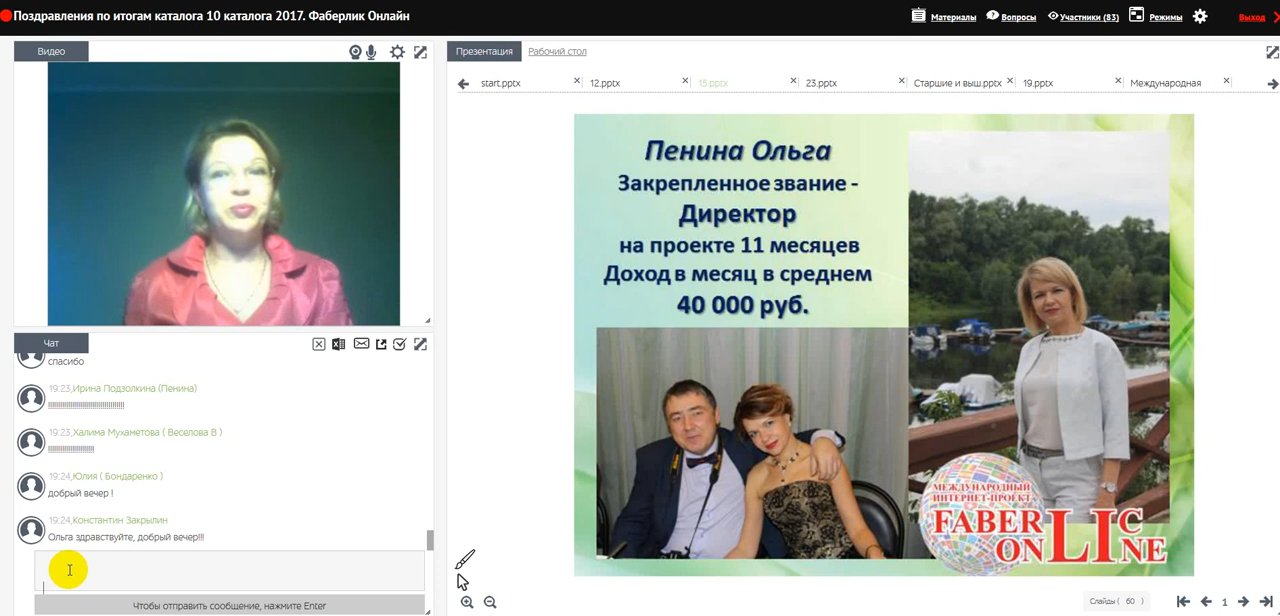 Поздравления по итогам каталога 10 каталога 2017. Фаберлик Онлайн
Материалы
Вопросы
Участники (83)
Режимы
Выход
Видео
Презентация
Рабочий стол
start.pptx
12.pptx
15.pptx
23.pptx
Старшие и выш.pptx
19.pptx
Международная
Пенина Ольга
Закрепленное звание -
Директор
на проекте 11 месяцев
Доход в месяц в среднем
40 000 руб.
МЕЖДУНАРОДНЫЙ
ИНТЕРНЕТ-ПРОЕКТ
FABERLIC
ONLINE
Чат
спасибо
19:23,Ирина Подзолкина (Пенина)
19:23,Халима Мухаметова ( Веселова В )
19:24,Юлия ( Бондаренко )
добрый вечер !
19:24,Константин Закрылин
Ольга здравствуйте, добрый вечер!!!
Чтобы отправить сообщение, нажмите Enter
Слайды ( 60 )
1